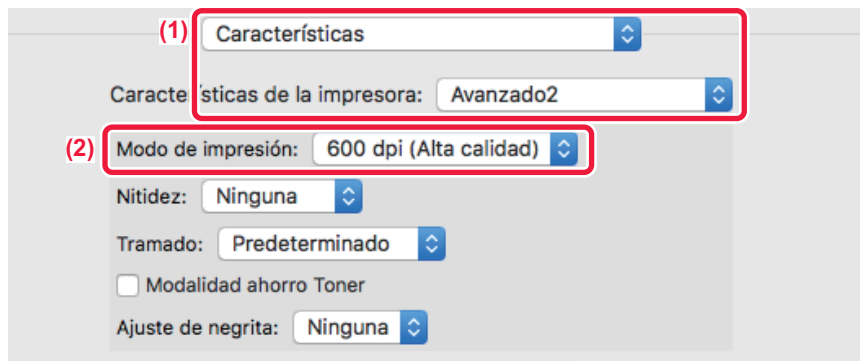 (1) Características
Características de la impresora: Avanzado2
(2) Modo de impresión: 600 dpi (Alta calidad)
Nitidez: Ninguna
Tramado: Predeterminado
Modalidad ahorro Toner
Ajuste de negrita: Ninguna